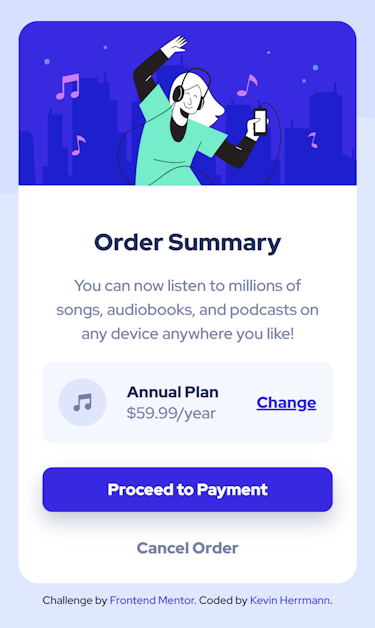 Order Summary
You can now listen to millions of
songs, audiobooks, and podcasts on
any device anywhere you like!
Annual Plan
$59.99/year
Change
Proceed to Payment
Cancel Order
Challenge by Frontend Mentor. Coded by Kevin Herrmann.